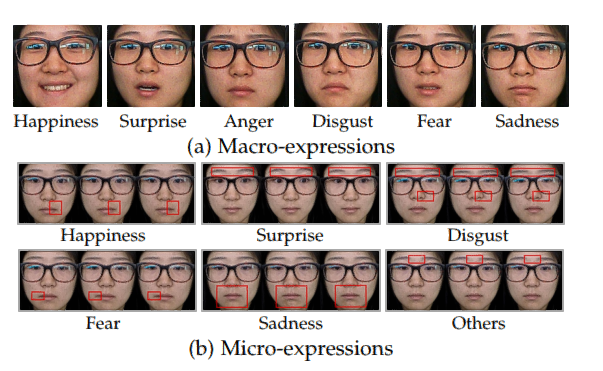 Happiness Surprise Anger Disgust Fear Sadness
(a) Macro-expressions
Happiness Surprise Disgust
Fear Sadness Others
(b) Micro-expressions